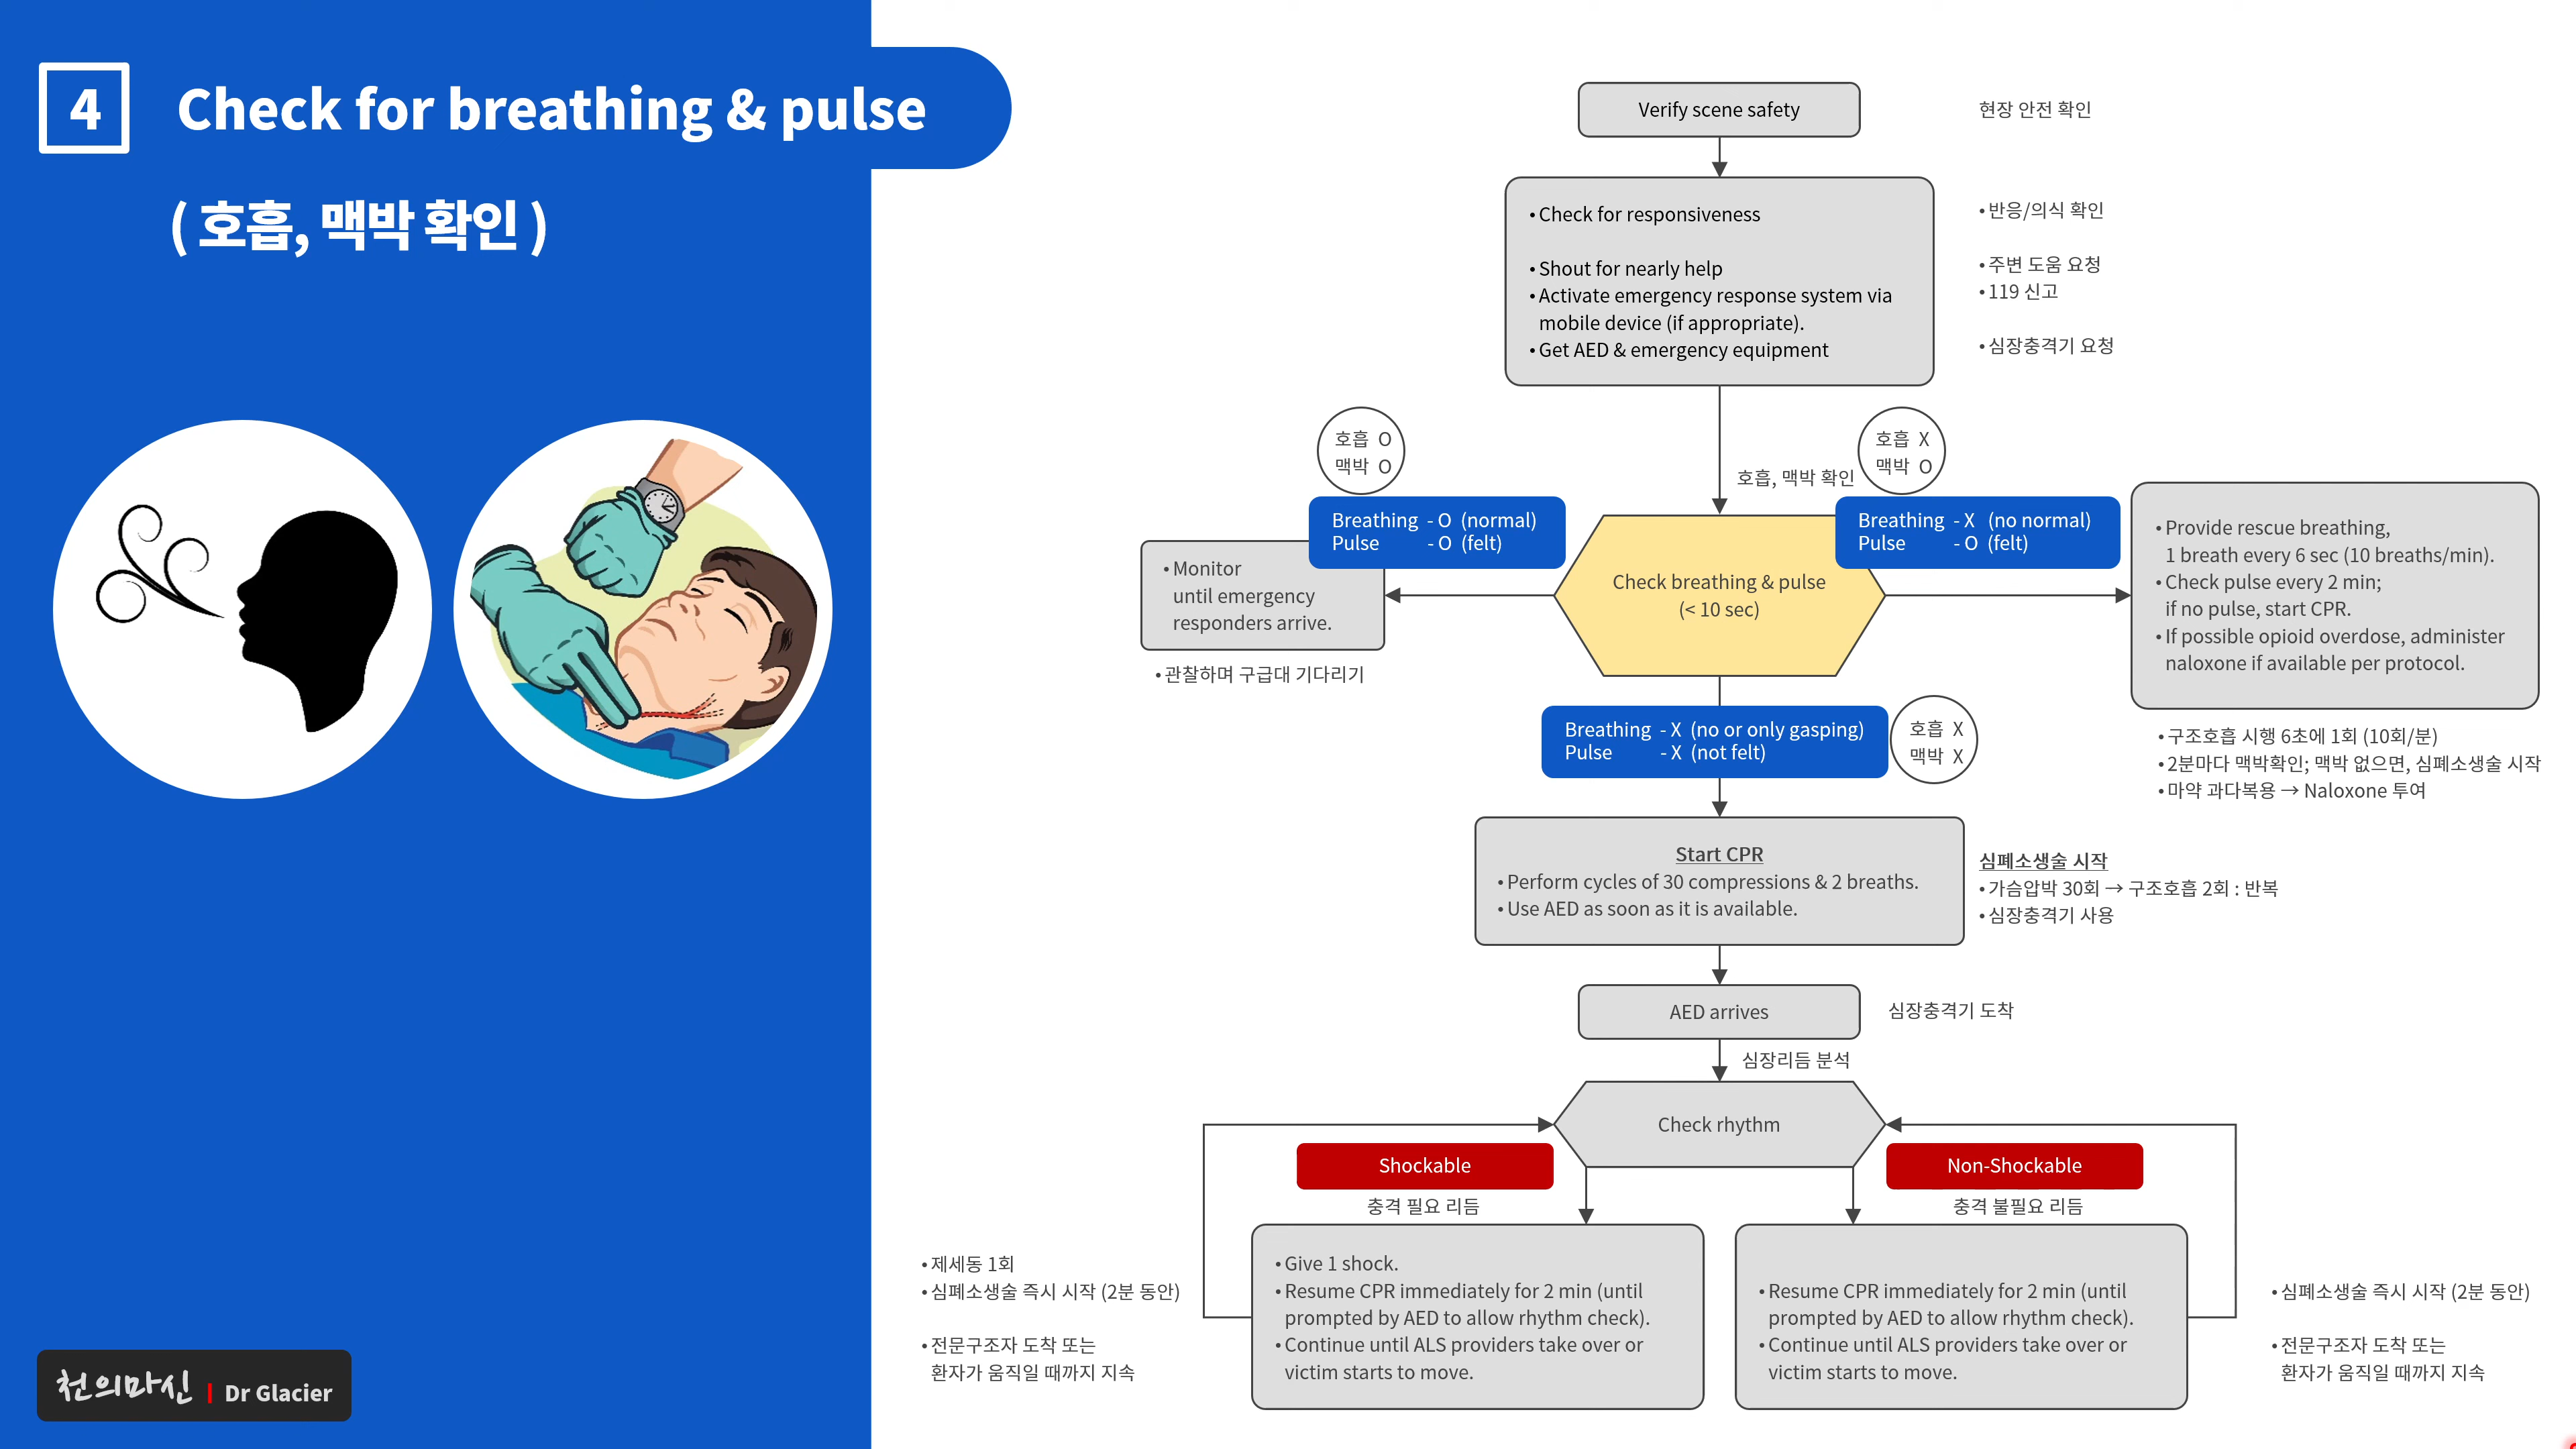 4
Check for breathing & pulse
( 호흡, 맥박 확인 )
Verify scene safety
현장 안전 확인
• Check for responsiveness
• Shout for nearly help
• Activate emergency response system via
mobile device (if appropriate).
• Get AED & emergency equipment
• 반응/의식 확인
• 주변 도움 요청
• 119 신고
• 심장충격기 요청
호흡 O
맥박 O
호흡, 맥박 확인
호흡 X
맥박 O
Breathing - O (normal)
Pulse - O (felt)
Breathing - X (no normal)
Pulse - O (felt)
• Monitor
until emergency
responders arrive.
• 관찰하며 구급대 기다리기
Check breathing & pulse
(< 10 sec)
• Provide rescue breathing,
1 breath every 6 sec (10 breaths/min).
• Check pulse every 2 min;
if no pulse, start CPR.
• If possible opioid overdose, administer
naloxone if available per protocol.
• 구조호흡 시행 6초에 1회 (10회/분)
• 2분마다 맥박확인; 맥박 없으면, 심폐소생술 시작
• 마약 과다복용 → Naloxone 투여
Breathing - X (no or only gasping)
Pulse - X (not felt)
호흡 X
맥박 X
Start CPR
• Perform cycles of 30 compressions & 2 breaths.
• Use AED as soon as it is available.
심폐소생술 시작
• 가슴압박 30회 → 구조호흡 2회 : 반복
• 심장충격기 사용
AED arrives
심장충격기 도착
심장리듬 분석
Check rhythm
Shockable
충격 필요 리듬
Non-Shockable
충격 불필요 리듬
• 제세동 1회
• 심폐소생술 즉시 시작 (2분 동안)
• 전문구조자 도착 또는
환자가 움직일 때까지 지속
• Give 1 shock.
• Resume CPR immediately for 2 min (until
prompted by AED to allow rhythm check).
• Continue until ALS providers take over or
victim starts to move.
• Resume CPR immediately for 2 min (until
prompted by AED to allow rhythm check).
• Continue until ALS providers take over or
victim starts to move.
• 심폐소생술 즉시 시작 (2분 동안)
• 전문구조자 도착 또는
환자가 움직일 때까지 지속
천의마신 | Dr Glacier